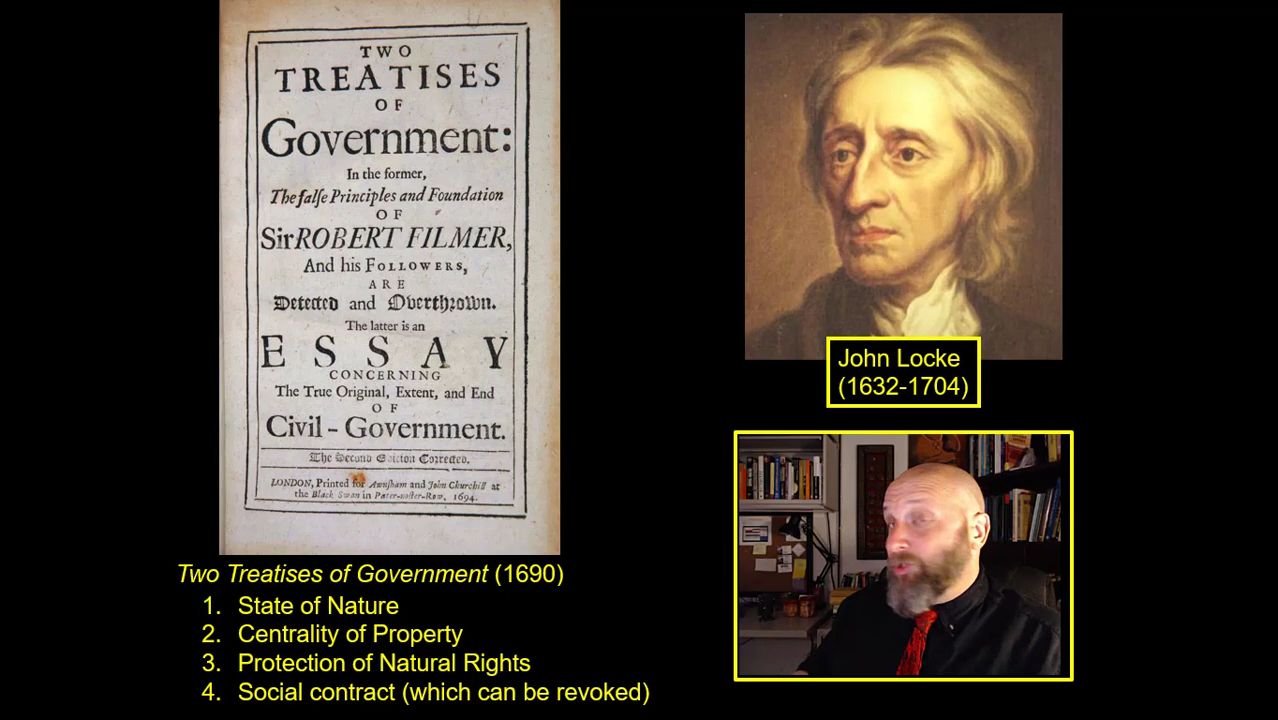 TWO
TREATISES
OF
Government:
In the former,
The falſe Principles and Foundation
OF
Sir ROBERT FILMER,
And his FOLLOWERS,
ARE
Detected and Overthrown.
The latter is an
ESSAY
CONCERNING
The True Original, Extent, and End
OF
Civil-Government.
The Second Edition Corrected.
LONDON, Printed for Awnſham and John Churchill at
the Black Swan in Pater-noſter-Row, 1694.
Two Treatises of Government (1690)
1. State of Nature
2. Centrality of Property
3. Protection of Natural Rights
4. Social contract (which can be revoked)
John Locke
(1632-1704)